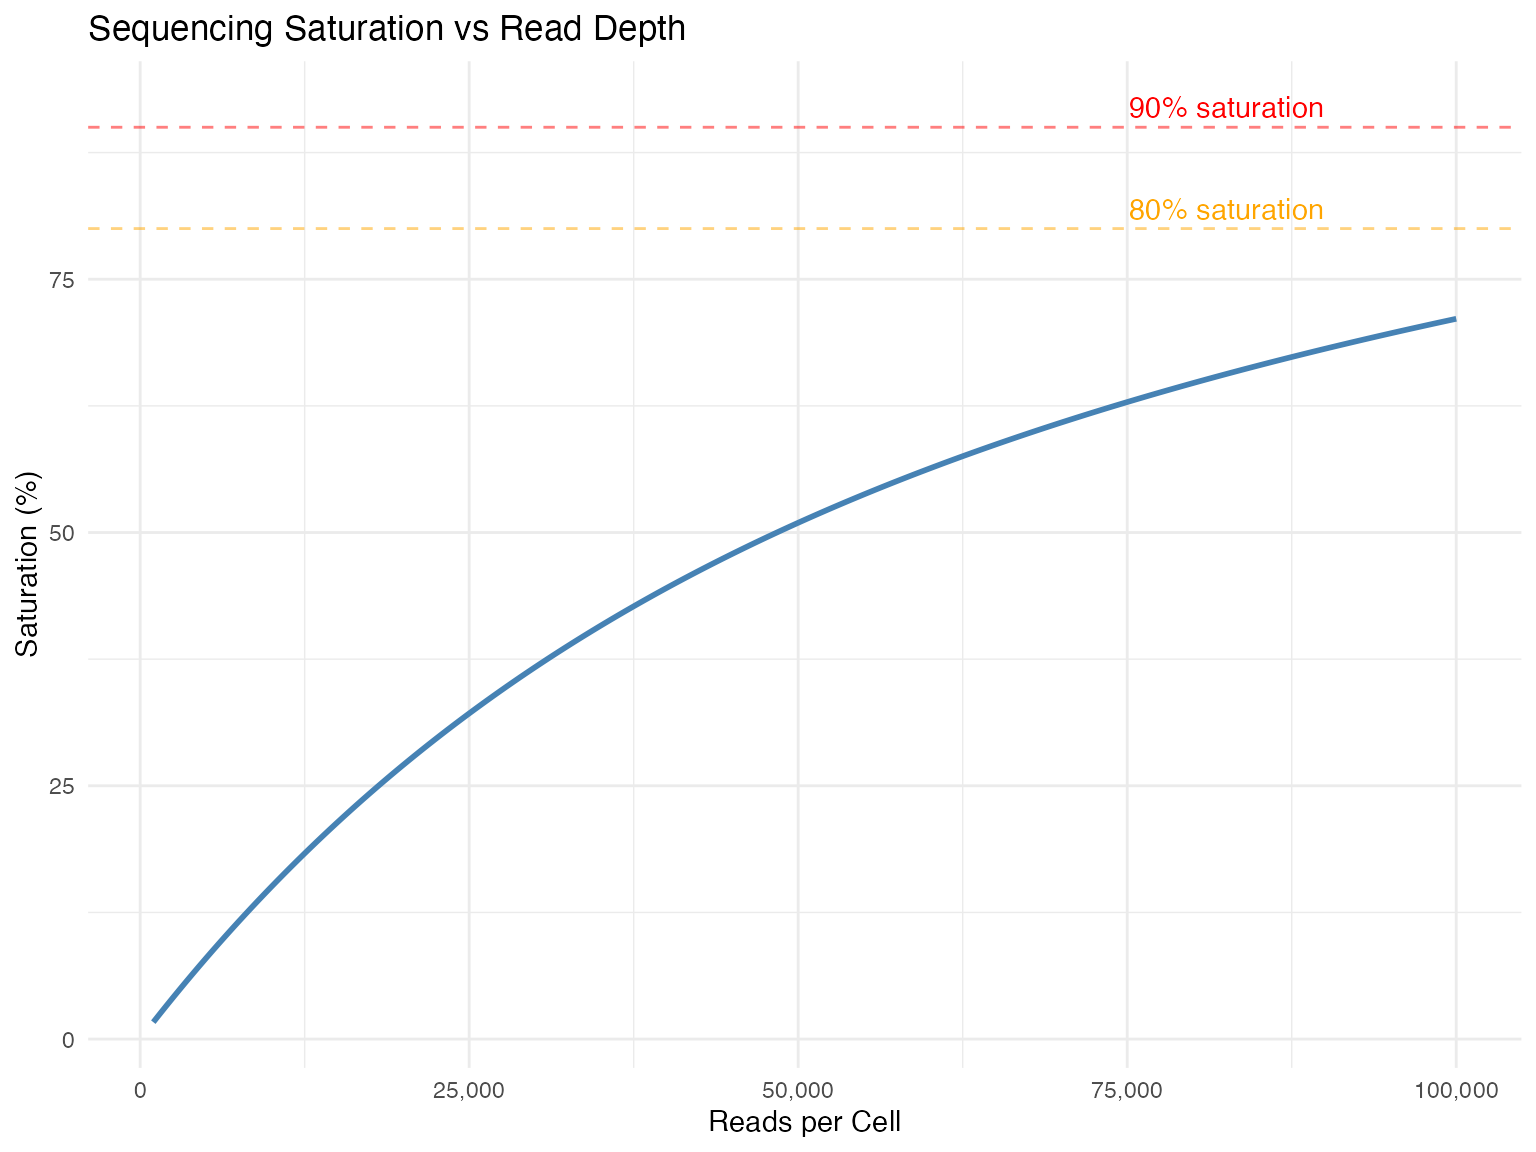 Sequencing Saturation vs Read Depth
90% saturation
80% saturation
75
50
25
0
Saturation (%)
0 25,000 50,000 75,000 100,000
Reads per Cell